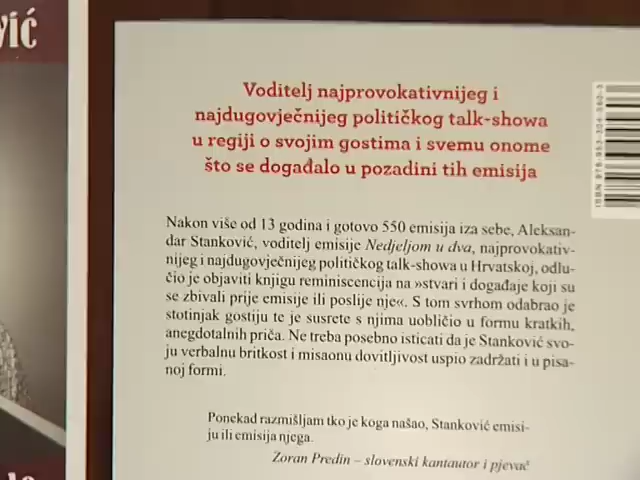 vić
Voditelj najprovokativnijeg i
najdugovječnijeg političkog talk-showa
u regiji o svojim gostima i svemu onome
što se događalo u pozadini tih emisija
Nakon više od 13 godina i gotovo 550 emisija iza sebe, Aleksan-
dar Stanković, voditelj emisije Nedjeljom u dva, najprovokativ-
nijeg i najdugovječnijeg političkog talk-showa u Hrvatskoj, odlu-
čio je objaviti knjigu reminiscencija na »stvari i događaje koji su
se zbivali prije emisije ili poslije nje«. S tom svrhom odabrao je
stotinjak gostiju te je susrete s njima uobličio u formu kratkih,
anegdotalnih priča. Ne treba posebno isticati da je Stanković svo-
ju verbalnu britkost i misaonu dovitljivost uspio zadržati i u pisa-
noj formi.
Ponekad razmišljam tko je koga našao, Stanković emisi-
ju ili emisija njega.
Zoran Predin – slovenski kantautor i pjevač